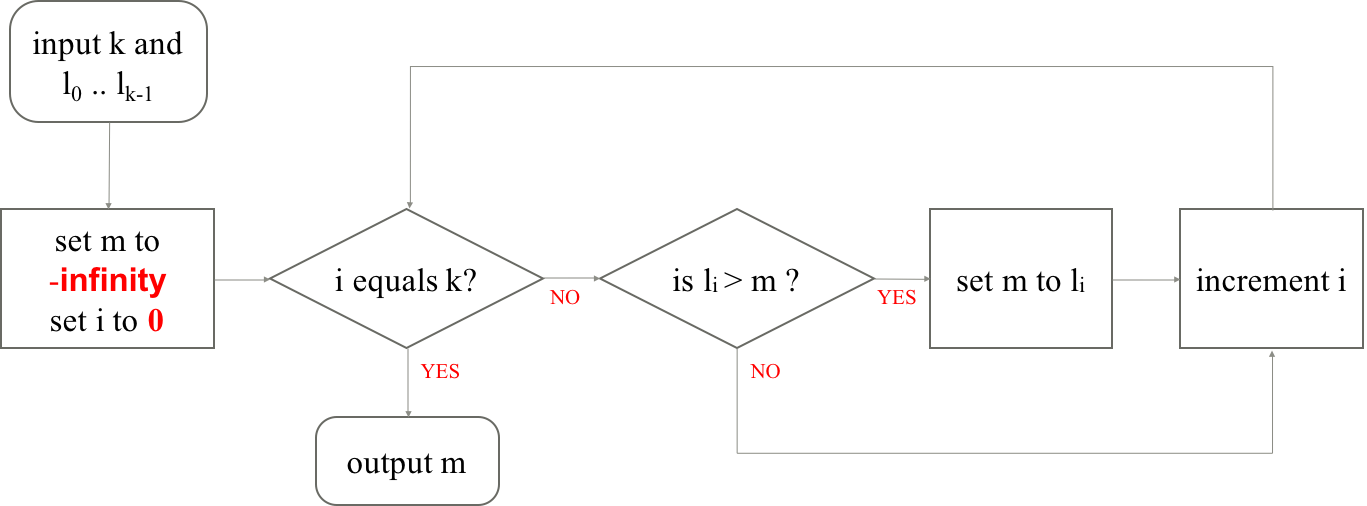 input k and
l₀ .. lₖ₋₁
set m to
-infinity
set i to 0
i equals k?
NO
YES
is lᵢ > m ?
YES
NO
set m to lᵢ
increment i
output m